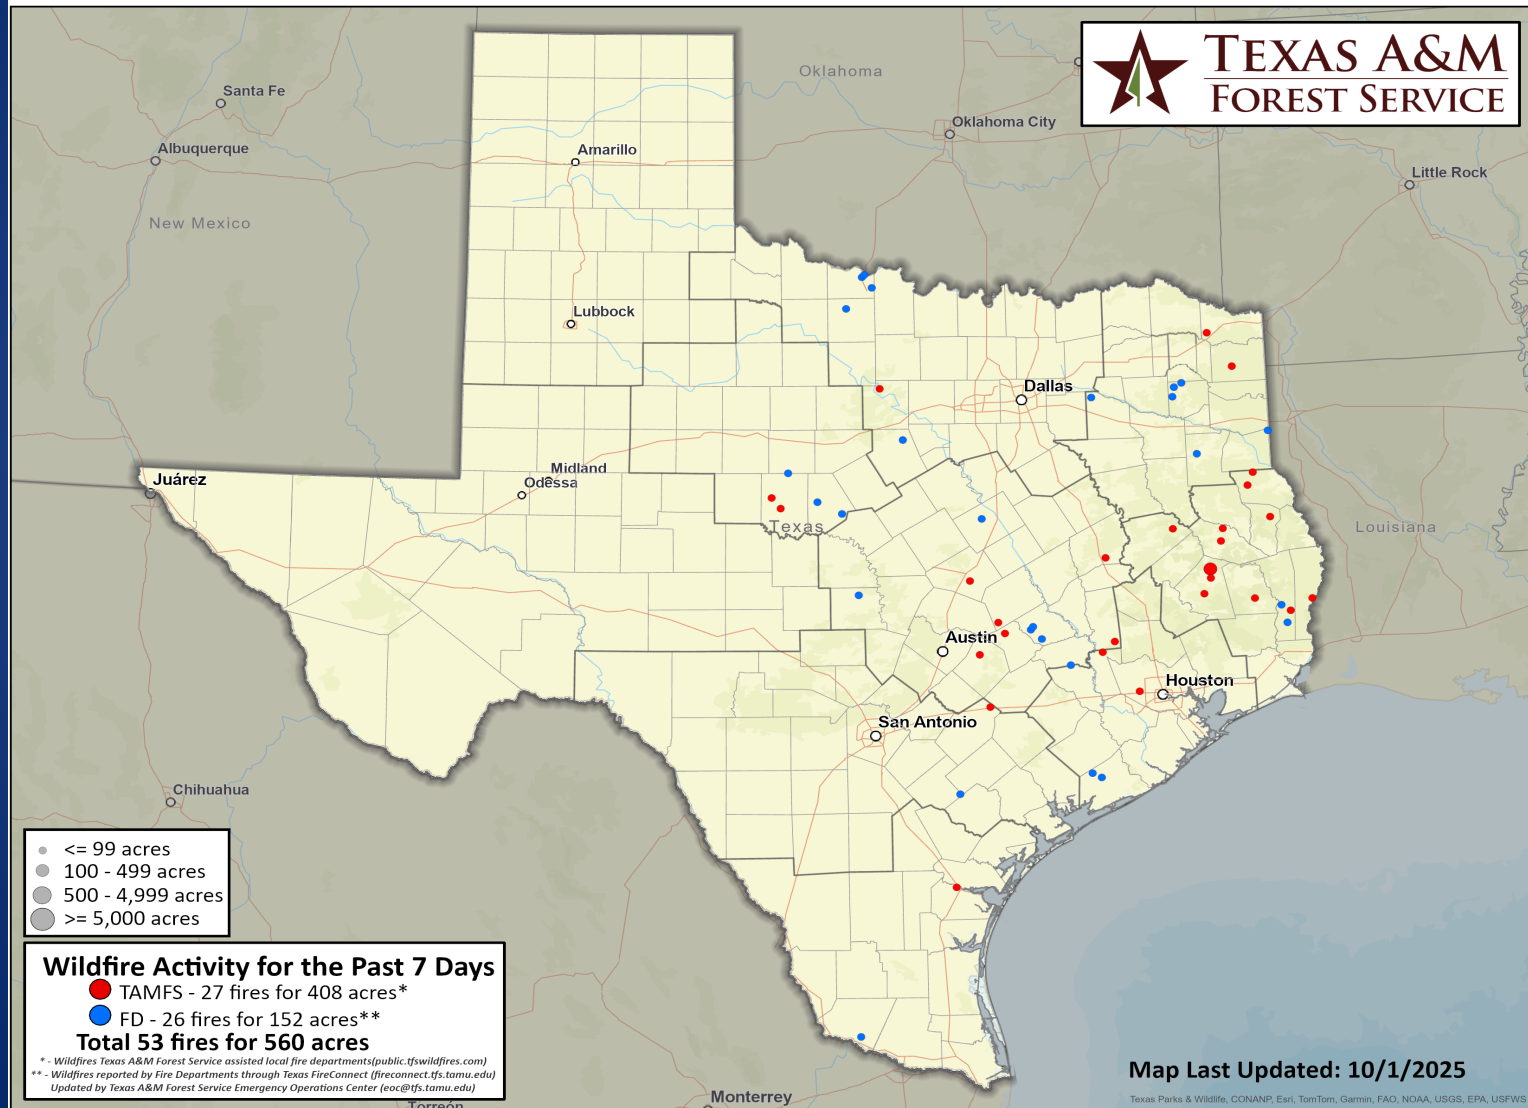 TEXAS A&M
FOREST SERVICE
Oklahoma
Santa Fe
Oklahoma City
Albuquerque
Amarillo
Little Rock
New Mexico
Lubbock
Dallas
Midland
Odessa
Juárez
Texas
Louisiana
Austin
Houston
San Antonio
Chihuahua
<= 99 acres
100 - 499 acres
500 - 4,999 acres
>= 5,000 acres
Wildfire Activity for the Past 7 Days
TAMFS - 27 fires for 408 acres*
FD - 26 fires for 152 acres**
Total 53 fires for 560 acres
* - Wildfires Texas A&M Forest Service assisted local fire departments(public.tfswildfires.com)
** - Wildfires reported by Fire Departments through Texas FireConnect (fireconnect.tfs.tamu.edu)
Updated by Texas A&M Forest Service Emergency Operations Center (eoc@tfs.tamu.edu)
Map Last Updated: 10/1/2025
Monterrey
Torreón
Texas Parks & Wildlife, CONANP, Esri, TomTom, Garmin, FAO, NOAA, USGS, EPA, USFWS